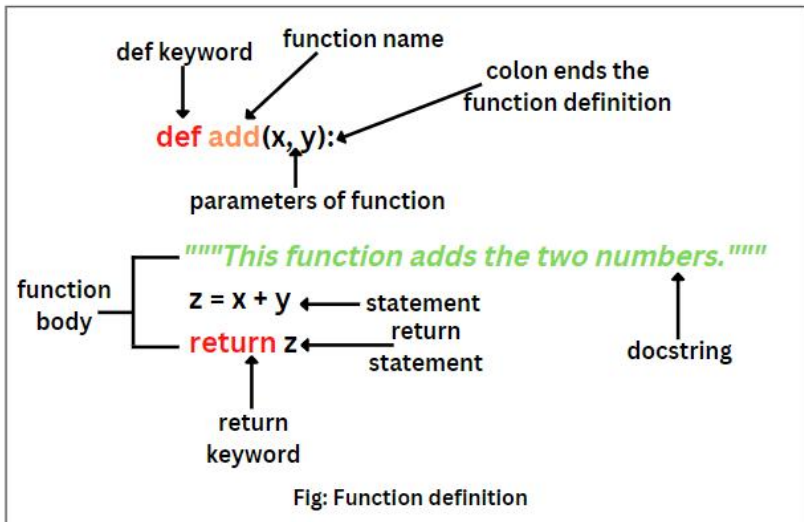 def keyword
function name
colon ends the
function definition
def add(x, y):
parameters of function
"""This function adds the two numbers."""
function
body
z = x + y
statement
return z
return
statement
docstring
return
keyword
Fig: Function definition